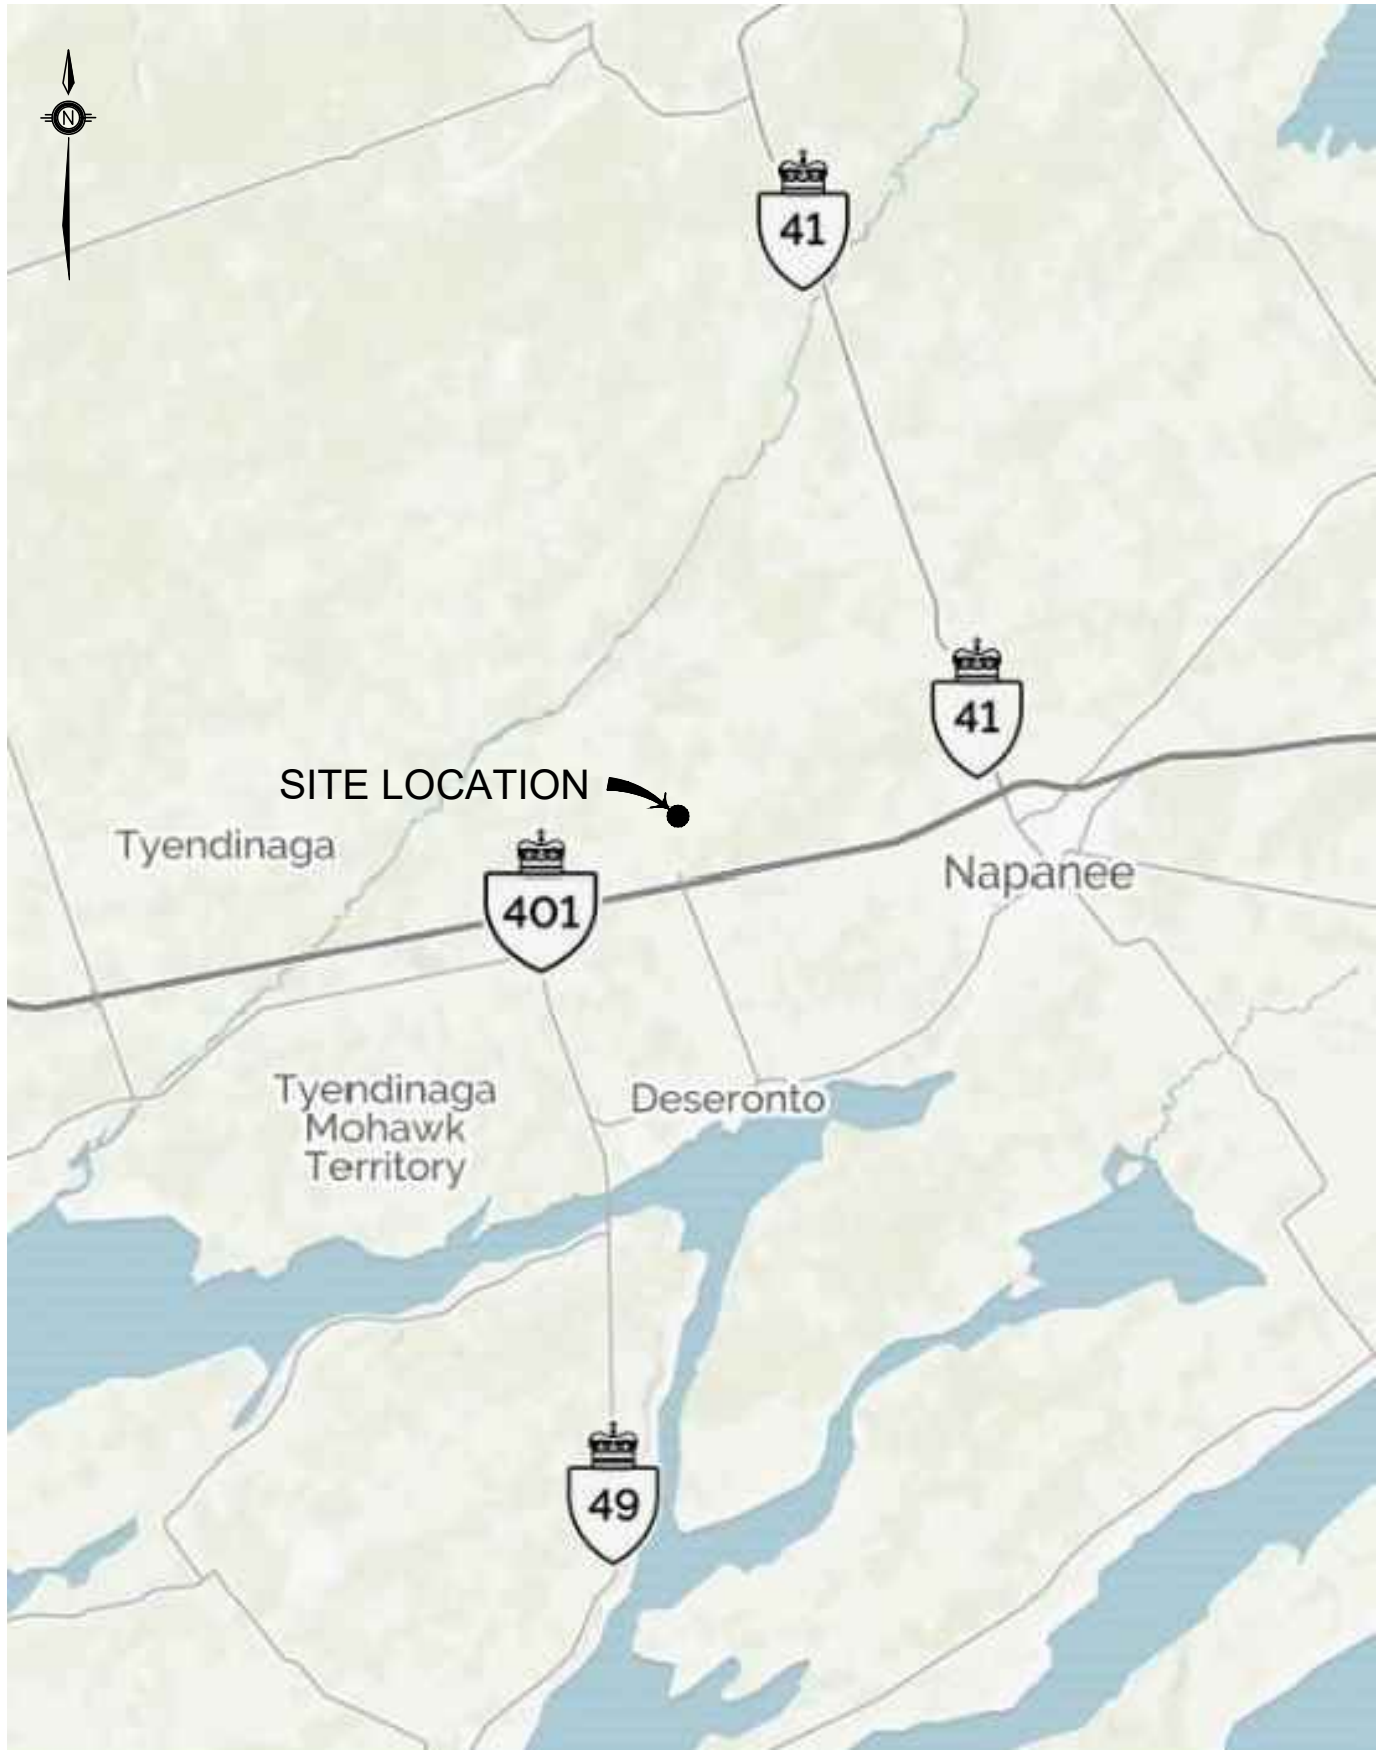 N
41
41
SITE LOCATION
Tyendinaga
Napanee
401
Tyendinaga
Mohawk
Territory
Deseronto
49